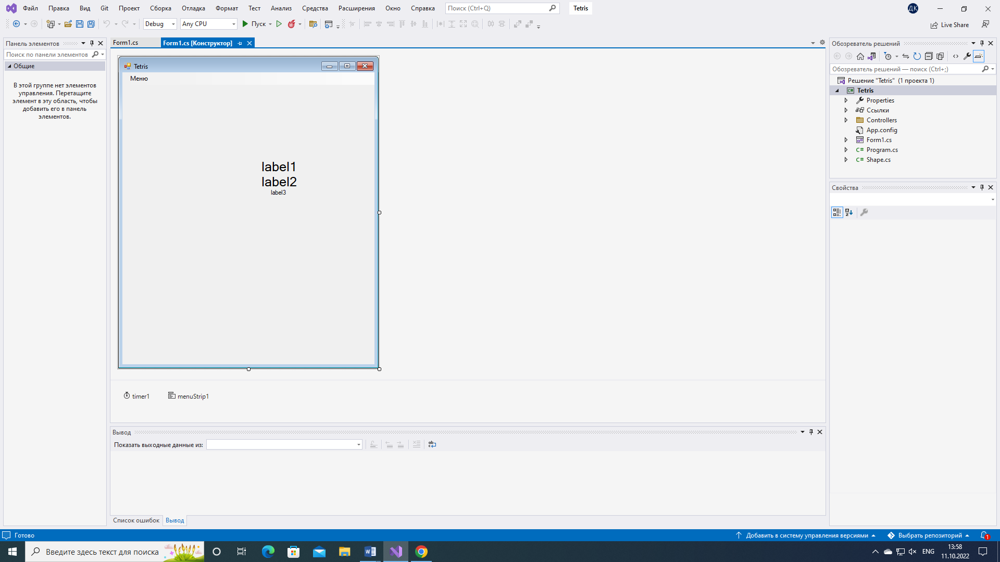 Файл Правка Вид Git Проект Сборка Отладка Формат Тест Анализ Средства Расширения Окно Справка Поиск (Ctrl+Q) Tetris ДК
Debug Any CPU Пуск Live Share
Панель элементов
Поиск по панели элементов
Общие
В этой группе нет элементов
управления. Перетащите
элемент в эту область, чтобы
добавить его в панель
элементов.
Form1.cs Form1.cs [Конструктор]
Tetris
Меню
label1
label2
label3
timer1 menuStrip1
Вывод
Показать выходные данные из:
Список ошибок Вывод
Обозреватель решений
Обозреватель решений — поиск (Ctrl+;)
Решение "Tetris" (1 проекта 1)
C# Tetris
Properties
Ссылки
Controllers
App.config
Form1.cs
C# Program.cs
C# Shape.cs
Свойства
Готово Добавить в систему управления версиями Выбрать репозиторий 1
Введите здесь текст для поиска ENG 13:58
11.10.2022